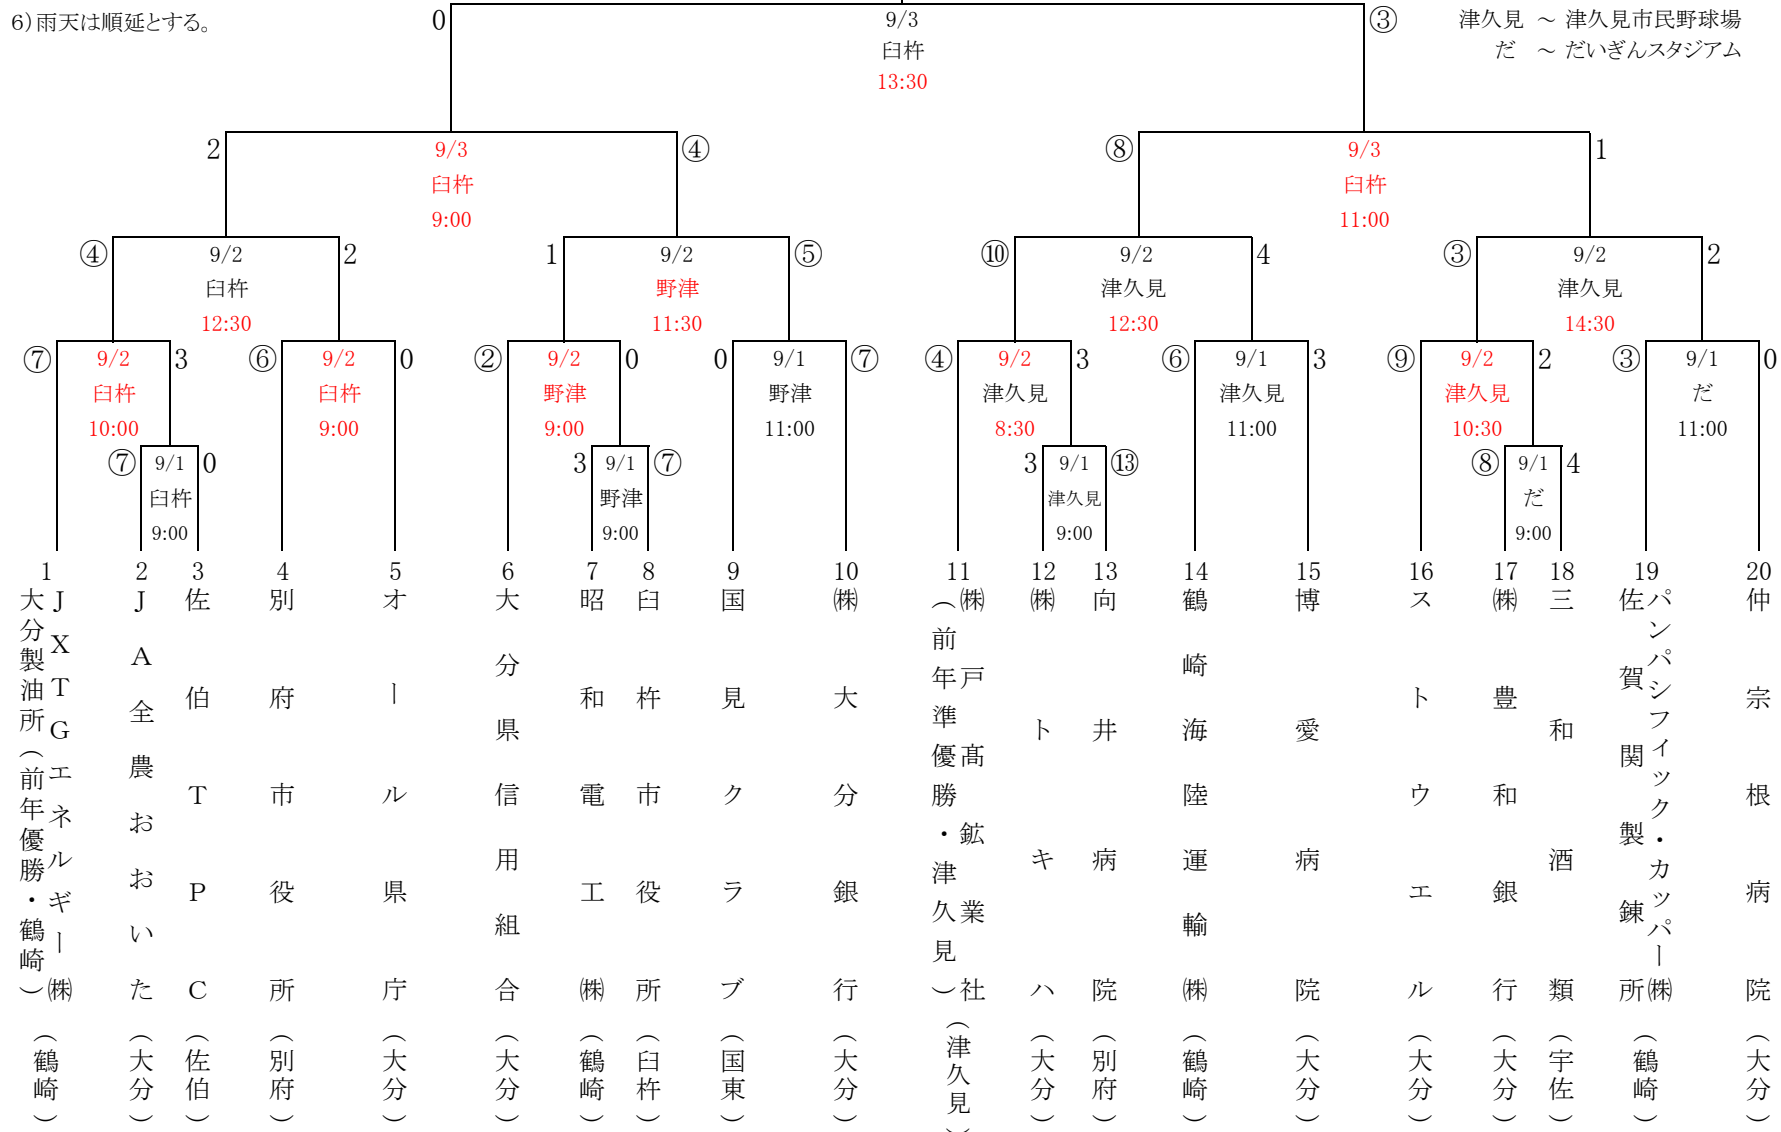 6)雨天は順延とする。
0 9/3 ③ 津久見 ～ 津久見市民野球場
臼杵 だ ～ だいぎんスタジアム
13:30
2 9/3 ④ ⑧ 9/3 1
臼杵 臼杵
9:00 11:00
④ 9/2 2 1 9/2 ⑤ ⑩ 9/2 4 ③ 9/2 2
臼杵 野津 津久見 津久見
12:30 11:30 12:30 14:30
⑦ 9/2 3 ⑥ 9/2 0 ② 9/2 0 0 9/1 ⑦ ④ 9/2 3 ⑥ 9/1 3 ⑨ 9/2 2 ③ 9/1 0
臼杵 臼杵 野津 野津 津久見 津久見 津久見 だ
10:00 9:00 9:00 11:00 8:30 11:00 10:30 11:00
⑦ 9/1 0 3 9/1 ⑦ 3 9/1 ⑬ ⑧ 9/1 4
臼杵 野津 津久見 だ
9:00 9:00 9:00 9:00
1 2 3 4 5 6 7 8 9 10 11 12 13 14 15 16 17 18 19 20
JXTGエネルギー㈱
大分製油所(前年優勝・鶴崎)
(鶴崎)
JA全農おおいた
(大分)
佐伯TPC
(佐伯)
別府市役所
(別府)
オール県庁
(大分)
大分県信用組合
(大分)
昭和電工㈱
(鶴崎)
臼杵市役所
(臼杵)
国見クラブ
(国東)
㈱大分銀行
(大分)
㈱戸髙鉱業社
(前年準優勝・津久見)
(津久見)
㈱トキハ
(大分)
向井病院
(別府)
鶴崎海陸運輸㈱
(鶴崎)
博愛病院
(大分)
ストウエル
(大分)
㈱豊和銀行
(大分)
三和酒類
(宇佐)
パンパシフィック・カッパー㈱
佐賀関製錬所
(鶴崎)
仲宗根病院
(大分)